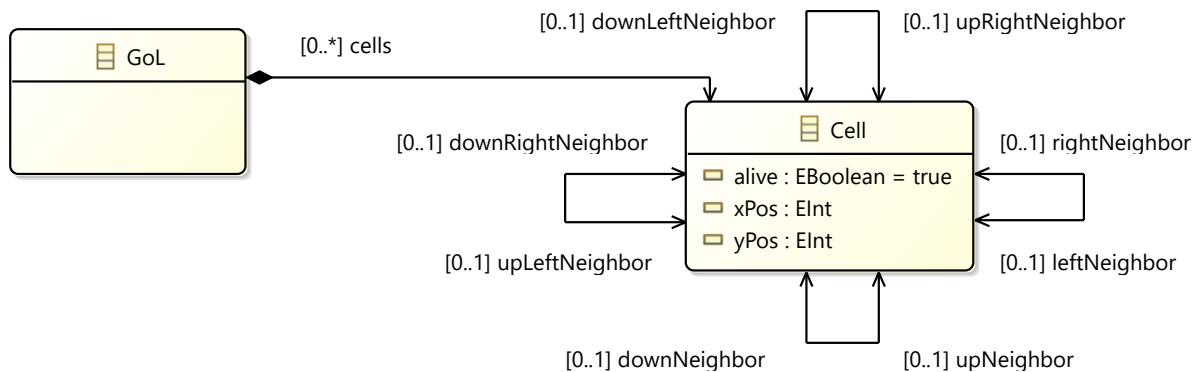 [0..1] downLeftNeighbor
[0..1] upRightNeighbor
GoL
[0..*] cells
Cell
[0..1] downRightNeighbor
[0..1] rightNeighbor
alive : EBoolean = true
xPos : EInt
yPos : EInt
[0..1] upLeftNeighbor
[0..1] leftNeighbor
[0..1] downNeighbor
[0..1] upNeighbor